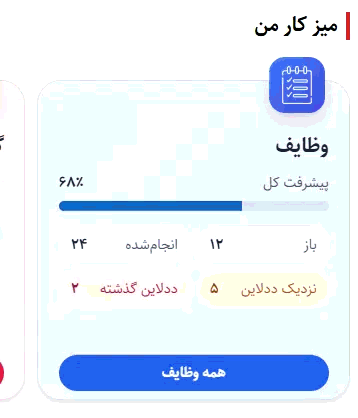 میز کار من
وظایف
پیشرفت کل ۶۸٪
باز ۱۲ انجام‌شده ۲۴
نزدیک ددلاین ۵ ددلاین گذشته ۲
همه وظایف